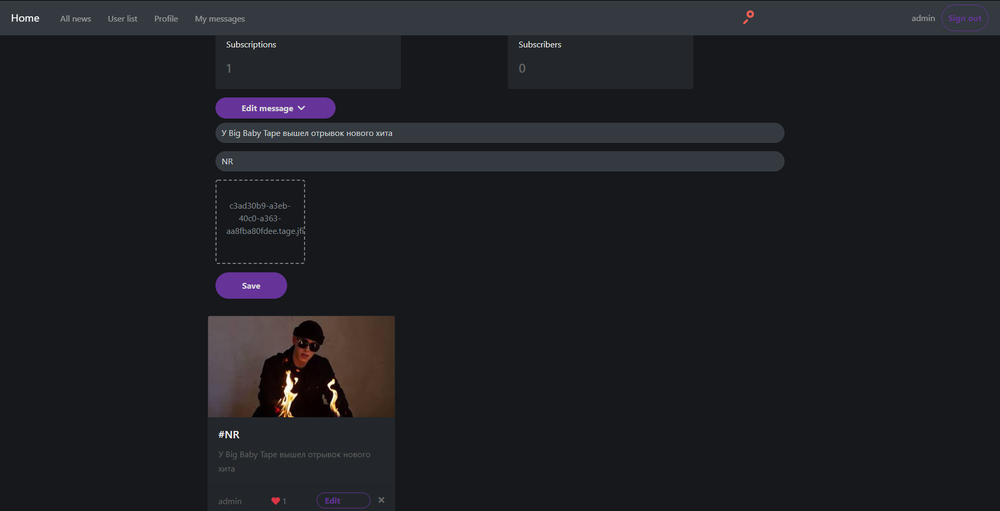 Home
All news
User list
Profile
My messages
admin
Sign out
Subscriptions
1
Subscribers
0
Edit message
У Big Baby Tape вышел отрывок нового хита
NR
c3ad30b9-a3eb-
40c0-a363-
aa8fba80fdee.tage.jfi
Save
#NR
У Big Baby Tape вышел отрывок нового
хита
admin
1
Edit